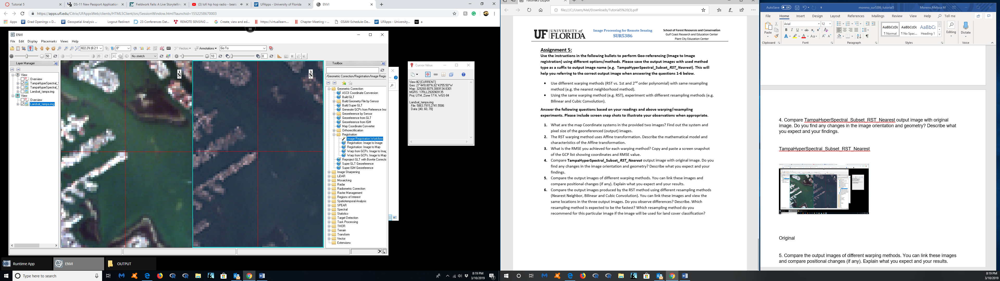 Tutorial 5
DS-11 New Passport Application
Fieldwork Fails: A Live Storytelling
(3) lofi hip hop radio - beats
UFApps - University of Florida
ENVI
https://apps.ufl.edu/Citrix/UFAppsWeb/clients/HTML5Client/src/SessionWindow.html?launchid=1552258670003
Apps
Grad Openings » D...
Geospatial Analysis ...
Logout Redirect
23 Conferences Dat...
REMOTE SENSING ...
Create, view and ed...
https://virtuallearn....
Chapter Meeting – ...
GSAW-Schedule-De...
UFApps - University...
a
ENVI
File Edit Display Placemarks Views Help
822.2% (8.2:1
0°
Vectors
Annotations
Go To
50
20
No stretch
10
0
Layer Manager
View
Overview
TampaHyperSpectral_S
TampaHyperSpectral_S
Landsat_tampa.img
View
Overview
Landsat_tampa.img
N
N
Toolbox
/Geometric Correction/Registration/Image Regis
Geometric Correction
ASCII Coordinate Conversion
Build GLT
Build Geometry File by Sensor
Build Super GLT
Generate GCPs from Reference Ima
Georeference by Sensor
Georeference from GLT
Georeference from IGM
Map Coordinate Converter
Orthorectification
Registration
Image Registration Workflow
Registration: Image to Image
Registration: Image to Map
Warp from GCPs: Image to Imag
Warp from GCPs: Image to Map
Reproject GLT with Bowtie Correctio
Super GLT Georeference
Super IGM Georeference
Image Sharpening
LiDAR
Mosaicking
Radar
Radiometric Correction
Raster Management
Regions of Interest
Spatiotemporal Analysis
SPEAR
Spectral
Statistics
Target Detection
Task Processing
THOR
Terrain
Transform
Vector
Extensions
Cursor Value
View #2 [CURRENT]
Geo: 27°44'8.80"N,82°43'55.50"W
Map: 329268.8079,3069134.8301
MGRS: 17RLL2926969135
Proj: UTM, Zone 17 N, WGS-84
Landsat_tampa.img
File: 5863.7915,2741.5586
Data: [40, 60, 78]
Runtime App
ENVI
OUTPUT
Type here to search
8:19 PM
3/10/2019
Tutorial5 (3).pdf
file:///C:/Users/Mel/Downloads/Tutorial5%20(3).pdf
UF UNIVERSITY of FLORIDA
Image Processing for Remote Sensing
SUR5386
School of Forest Resources and Conservation
Gulf Coast Research and Education Center
Plant City Education Center
Assignment 5:
Use the instructions in the following bullets to perform Geo-referencing (Image to Image
registration) using different options/methods. Please save the output images with used method
type as a suffix to output image name (e.g. TampaHyperSpectral_Subset_RST_Nearest). This will
help you referring to the correct output image when answering the questions 1-6 below.
• Use different warping methods (RST vs. 1st and 2nd order polynomial) with same resampling
method (e.g. the nearest neighborhood method).
• Using the same warping method (e.g. RST), experiment with different resampling methods (e.g.
Bilinear and Cubic Convolution).
Answer the following questions based on your readings and above warping/resampling
experiments. Please include screen snap shots to illustrate your observations when appropriate.
1. What are the map Coordinate systems in the provided two images? Find out the system and
pixel size of the georeferenced (output) images.
2. The RST warping method uses Affine transformation. Describe the mathematical model and
characteristics of the Affine transformation.
3. What is the RMSE you achieved for each warping method? Copy and paste a screen snapshot
of the GCP list showing coordinates and RMSE value.
4. Compare TampaHyperSpectral_Subset_RST_Nearest output image with original image. Do you
find any changes in the image orientation and geometry? Describe what you expect and your
findings.
5. Compare the output images of different warping methods. You can link these images and
compare positional changes (if any). Explain what you expect and your results.
6. Compare the output images produced by the RST method using different resampling methods
(Nearest Neighbor, Bilinear and Cubic Convolution). You can link these images and view the
same locations in the three output images. Do you observe differences? Describe. Which
resampling method is expected to be the fastest? Which resampling method do you
recommend for this particular image if the image will be used for land cover classification?
AutoSave Off
moreno_sur5386_tutorial5
Moreno,Melissa M
File Home Insert Design Layout References Mailings Review View Help Tell me
Paste
Arial
12
AaBbCcDc AaBbCcDc AaBbCc
¶ Normal ¶ No Spac... Heading 1
Editing
Dictate
Clipboard Font Paragraph Styles Voice
4. Compare TampaHyperSpectral_Subset_RST_Nearest output image with original
image. Do you find any changes in the image orientation and geometry? Describe what
you expect and your findings.
TampaHyperSpectral_Subset_RST_Nearest
Original
5. Compare the output images of different warping methods. You can link these images
and compare positional changes (if any). Explain what you expect and your results.
8:19 PM
3/10/2019